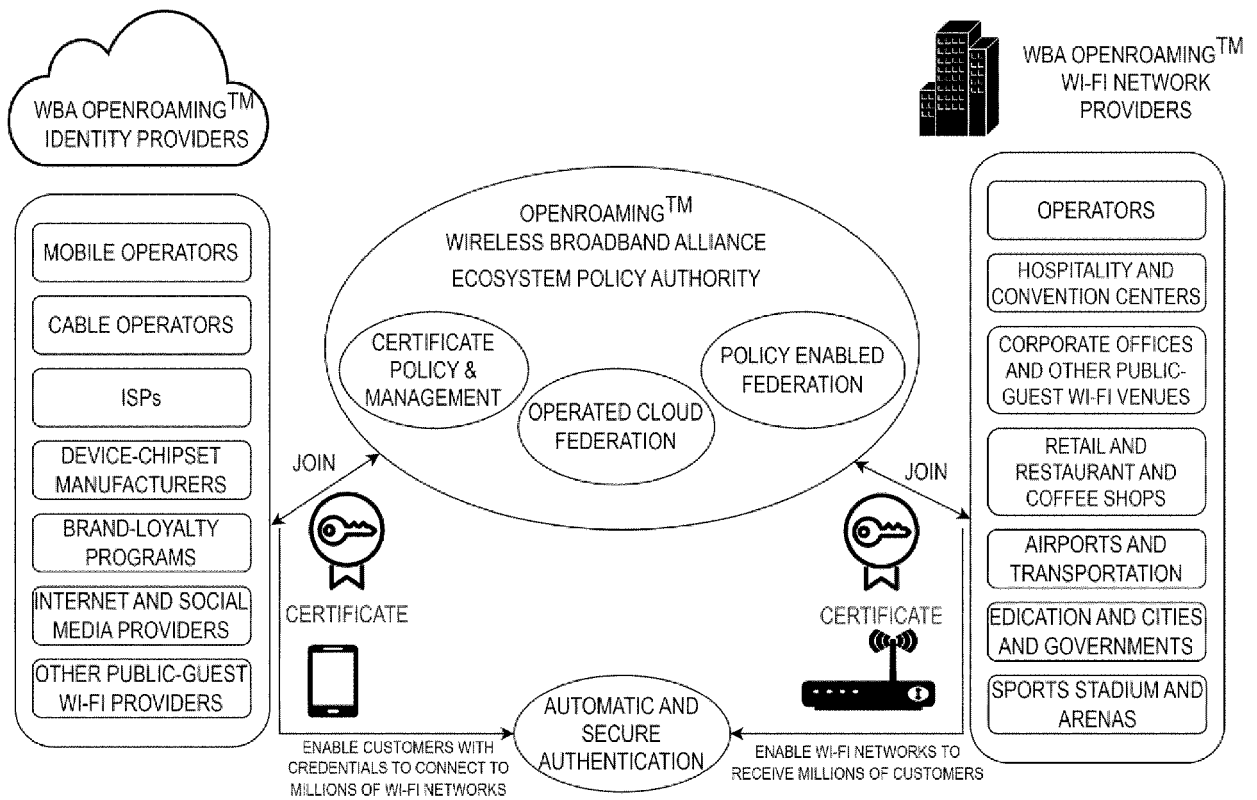 WBA OPENROAMING™
IDENTITY PROVIDERS
MOBILE OPERATORS
CABLE OPERATORS
ISPs
DEVICE-CHIPSET
MANUFACTURERS
BRAND-LOYALTY
PROGRAMS
INTERNET AND SOCIAL
MEDIA PROVIDERS
OTHER PUBLIC-GUEST
WI-FI PROVIDERS
OPENROAMING™
WIRELESS BROADBAND ALLIANCE
ECOSYSTEM POLICY AUTHORITY
CERTIFICATE
POLICY &
MANAGEMENT
OPERATED CLOUD
FEDERATION
POLICY ENABLED
FEDERATION
JOIN
CERTIFICATE
JOIN
CERTIFICATE
ENABLE CUSTOMERS WITH
CREDENTIALS TO CONNECT TO
MILLIONS OF WI-FI NETWORKS
AUTOMATIC AND
SECURE
AUTHENTICATION
ENABLE WI-FI NETWORKS TO
RECEIVE MILLIONS OF CUSTOMERS
WBA OPENROAMING™
WI-FI NETWORK
PROVIDERS
OPERATORS
HOSPITALITY AND
CONVENTION CENTERS
CORPORATE OFFICES
AND OTHER PUBLIC-
GUEST WI-FI VENUES
RETAIL AND
RESTAURANT AND
COFFEE SHOPS
AIRPORTS AND
TRANSPORTATION
EDICATION AND CITIES
AND GOVERNMENTS
SPORTS STADIUM AND
ARENAS